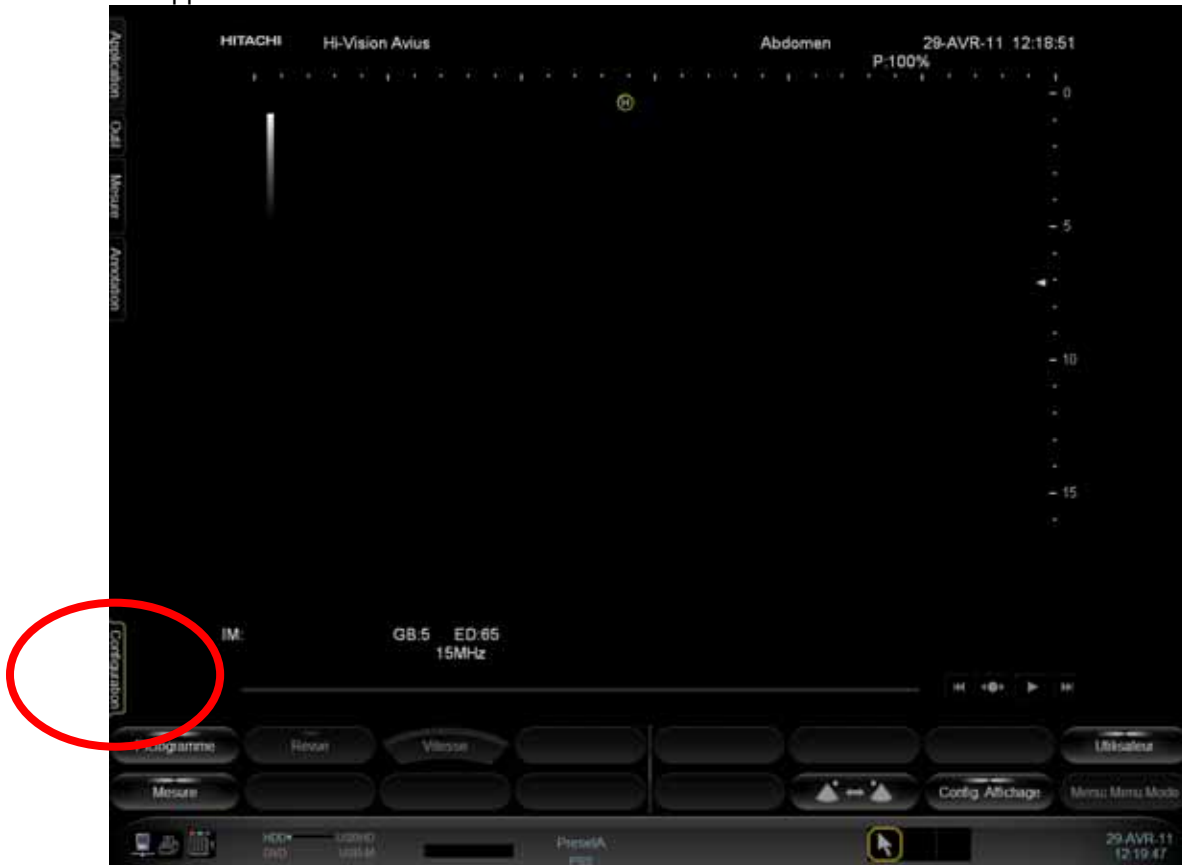 HITACHI Hi-Vision Avius Abdomen 29-AVR-11 12:18:51
P:100%
H
0
5
10
15
Application
Outil
Mesure
Annotation
Configuration
IM: GB:5 ED:65
15MHz
Pictogramme Revue Vitesse Utilisateur
Mesure Config. Affichage Menu: Menu Mode
HDD USBHD PresetA 29-AVR-11
DVD USB-M 12:19:47